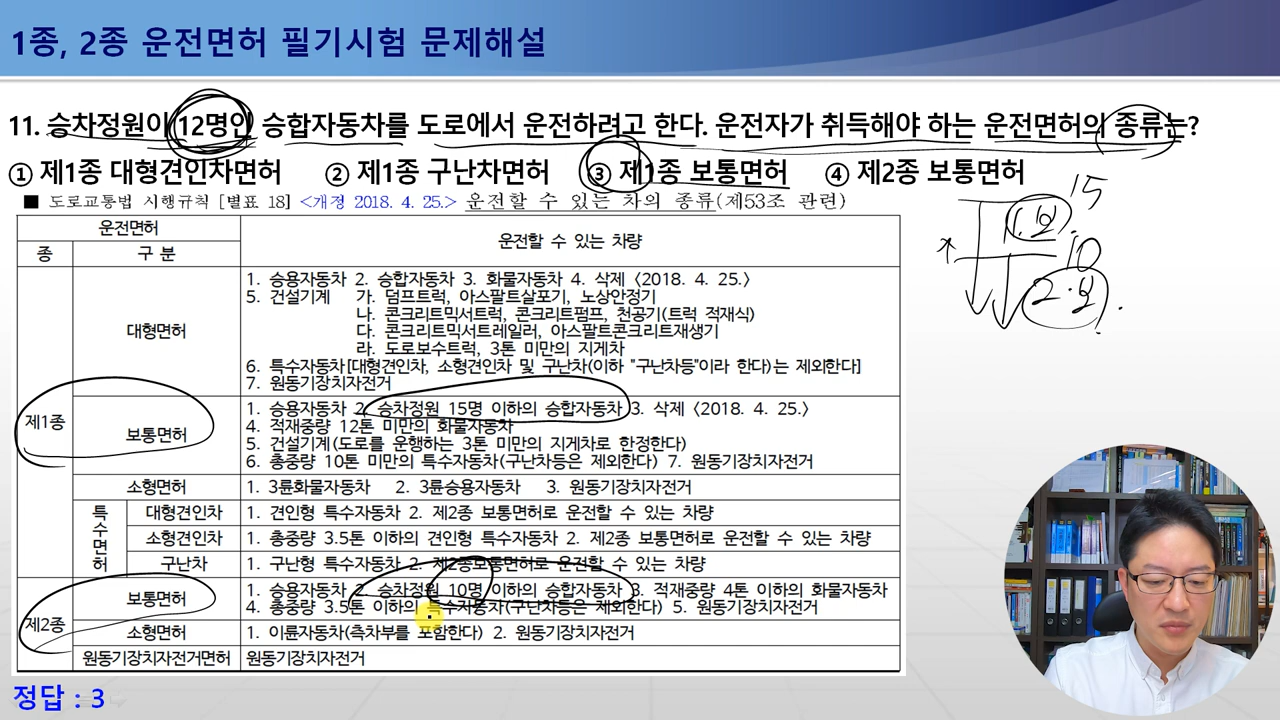 1종, 2종 운전면허 필기시험 문제해설
11. 승차정원이 12명인 승합자동차를 도로에서 운전하려고 한다. 운전자가 취득해야 하는 운전면허의 종류는?
① 제1종 대형견인차면허 ② 제1종 구난차면허 ③ 제1종 보통면허 ④ 제2종 보통면허
■ 도로교통법 시행규칙 [별표 18] <개정 2018. 4. 25.> 운전할 수 있는 차의 종류(제53조 관련)
15
1.보.
10
2.보.
운전면허
운전할 수 있는 차량
종 구 분
제1종
대형면허
1. 승용자동차 2. 승합자동차 3. 화물자동차 4. 삭제 <2018. 4. 25.>
5. 건설기계 가. 덤프트럭, 아스팔트살포기, 노상안정기
나. 콘크리트믹서트럭, 콘크리트펌프, 천공기(트럭 적재식)
다. 콘크리트믹서트레일러, 아스팔트콘크리트재생기
라. 도로보수트럭, 3톤 미만의 지게차
6. 특수자동차[대형견인차, 소형견인차 및 구난차(이하 "구난차등"이라 한다)는 제외한다]
7. 원동기장치자전거
보통면허
1. 승용자동차 2. 승차정원 15명 이하의 승합자동차 3. 삭제 <2018. 4. 25.>
4. 적재중량 12톤 미만의 화물자동차
5. 건설기계(도로를 운행하는 3톤 미만의 지게차로 한정한다)
6. 총중량 10톤 미만의 특수자동차(구난차등은 제외한다) 7. 원동기장치자전거
소형면허 1. 3륜화물자동차 2. 3륜승용자동차 3. 원동기장치자전거
특수면허
대형견인차 1. 견인형 특수자동차 2. 제2종 보통면허로 운전할 수 있는 차량
소형견인차 1. 총중량 3.5톤 이하의 견인형 특수자동차 2. 제2종 보통면허로 운전할 수 있는 차량
구난차 1. 구난형 특수자동차 2. 제2종보통면허로 운전할 수 있는 차량
제2종
보통면허
1. 승용자동차 2. 승차정원 10명 이하의 승합자동차 3. 적재중량 4톤 이하의 화물자동차
4. 총중량 3.5톤 이하의 특수자동차(구난차등은 제외한다) 5. 원동기장치자전거
소형면허 1. 이륜자동차(측차부를 포함한다) 2. 원동기장치자전거
원동기장치자전거면허 원동기장치자전거
정답 : 3